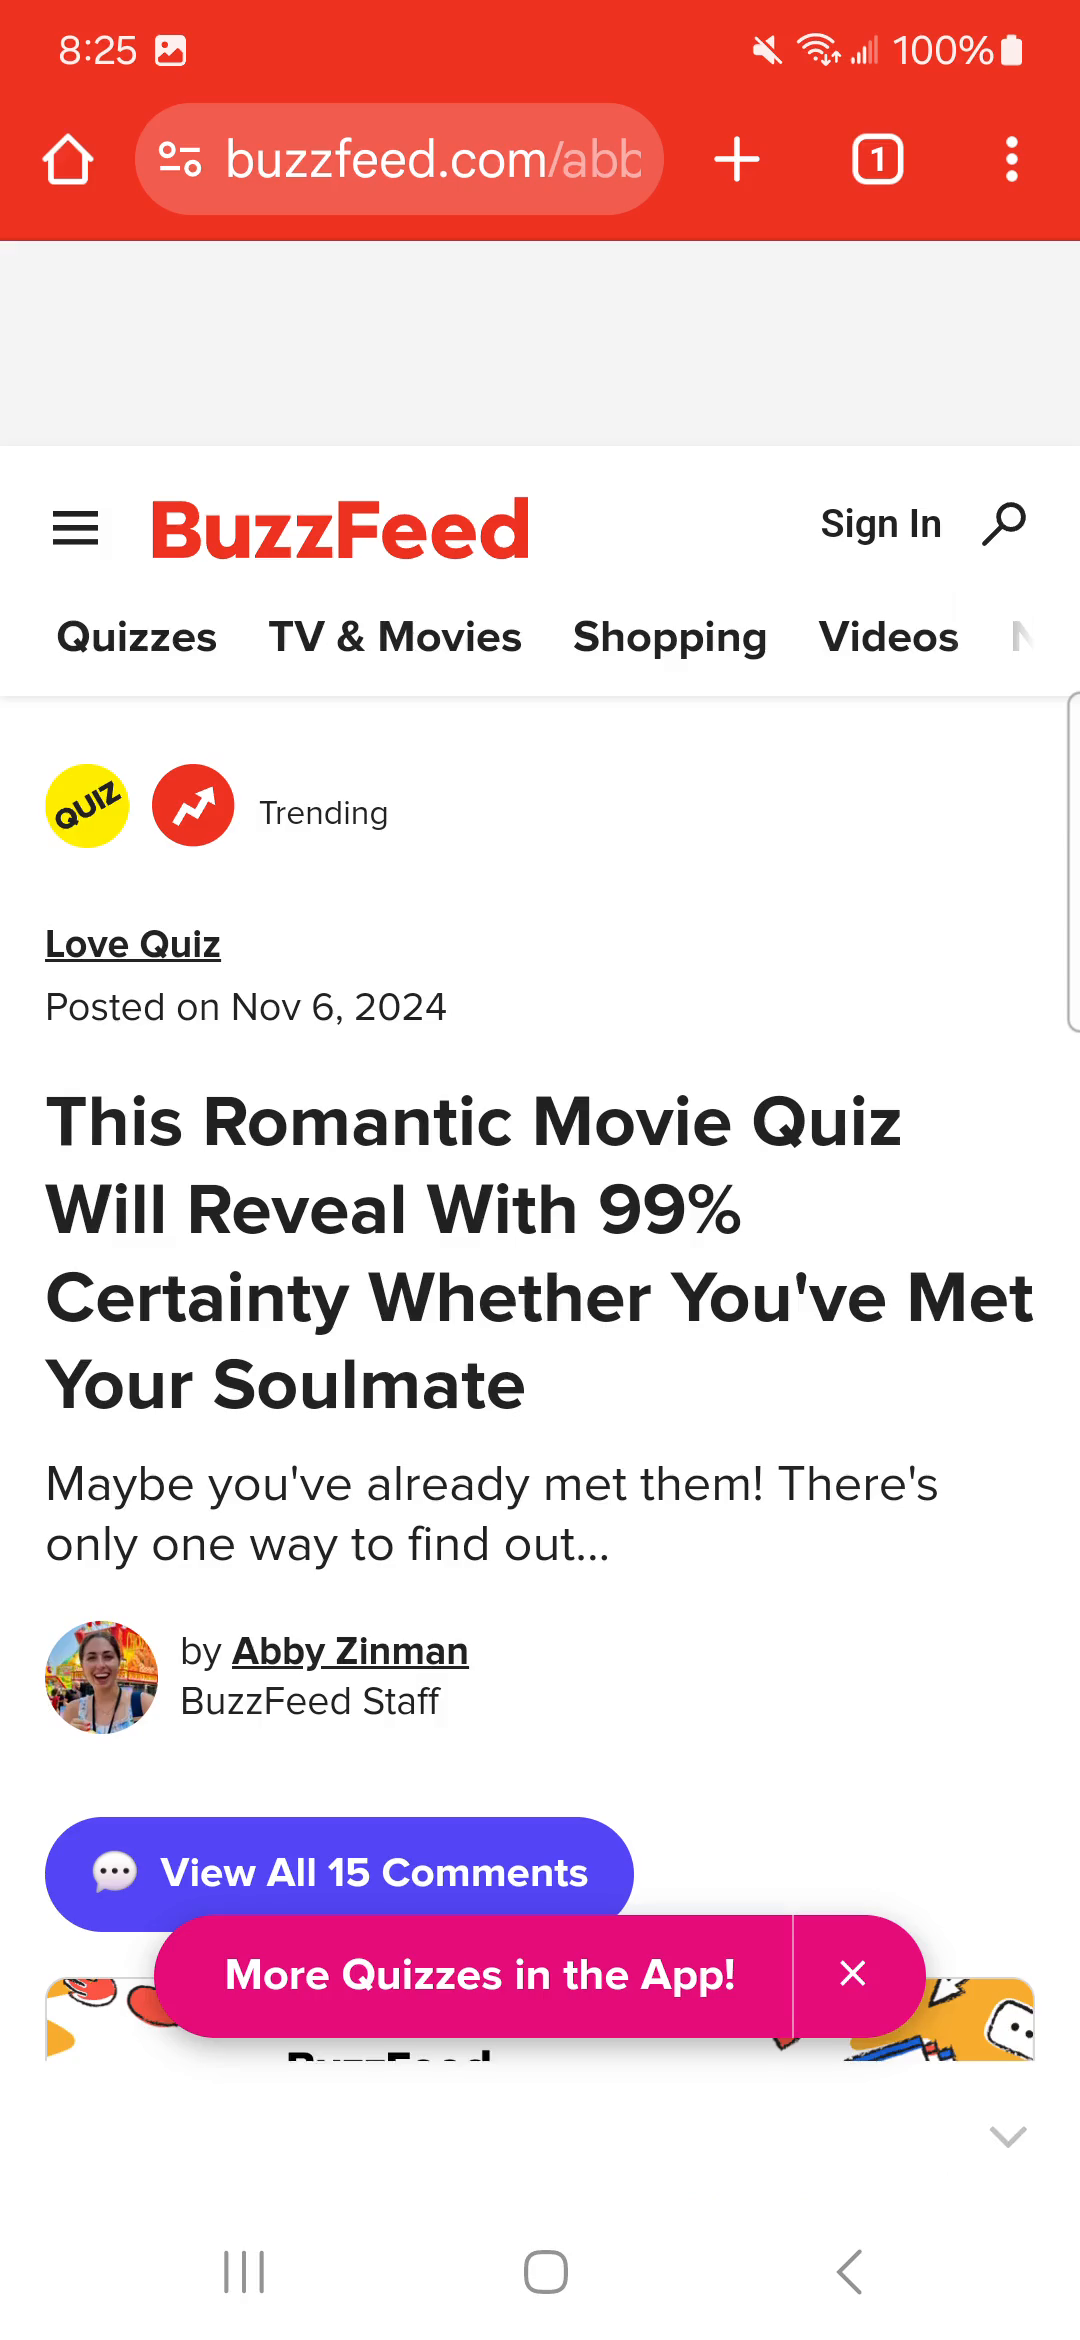 8:25 100%
buzzfeed.com/abb
1
BuzzFeed
Sign In
Quizzes TV & Movies Shopping Videos N
QUIZ Trending
Love Quiz
Posted on Nov 6, 2024
This Romantic Movie Quiz
Will Reveal With 99%
Certainty Whether You've Met
Your Soulmate
Maybe you've already met them! There's
only one way to find out...
by Abby Zinman
BuzzFeed Staff
View All 15 Comments
More Quizzes in the App!
BuzzFeed